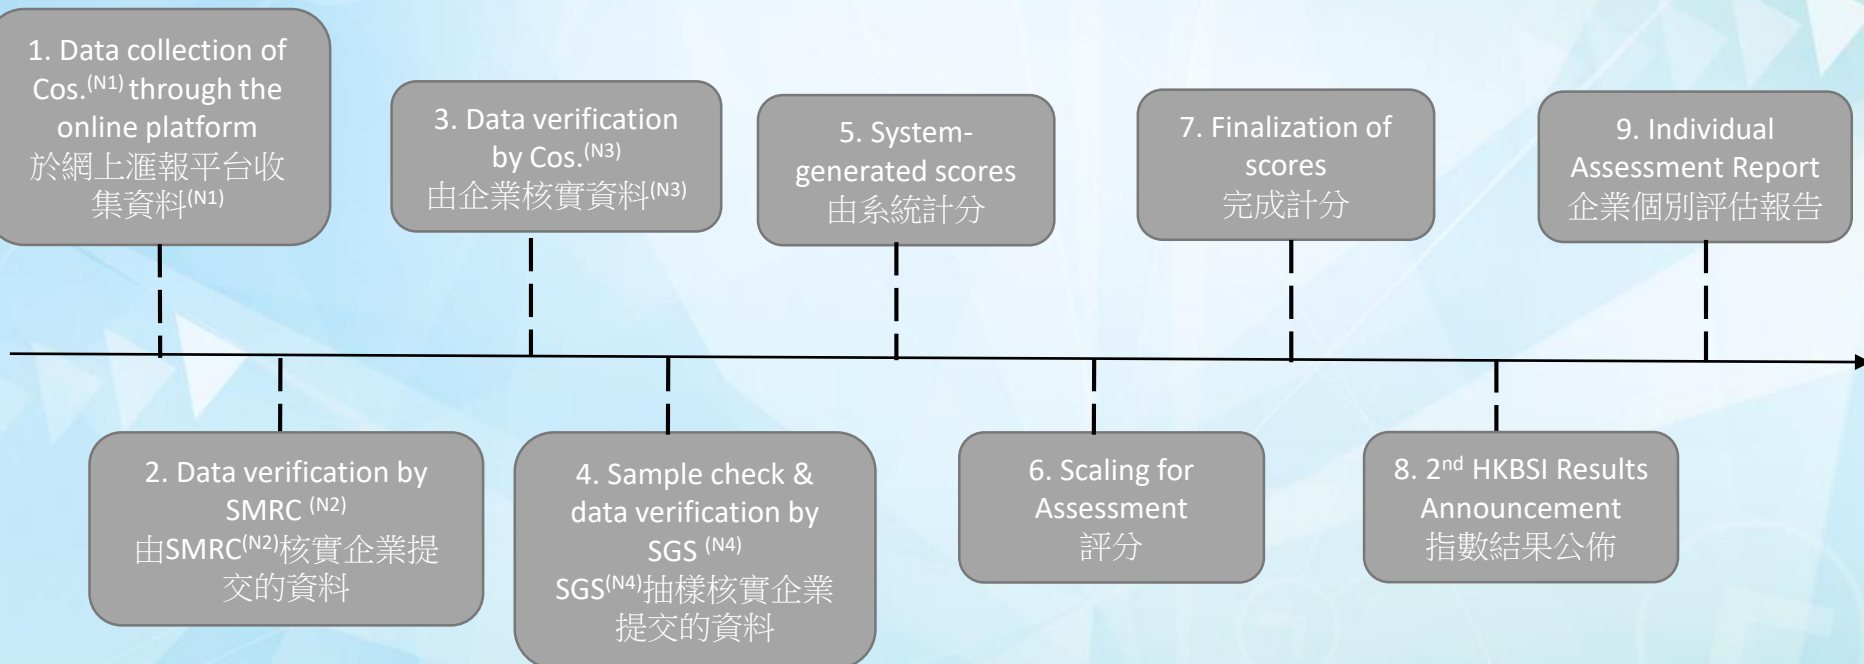 1. Data collection of
Cos.(N1) through the
online platform
於網上滙報平台收
集資料(N1)
2. Data verification by
SMRC (N2)
由SMRC(N2)核實企業提
交的資料
3. Data verification
by Cos.(N3)
由企業核實資料(N3)
4. Sample check &
data verification by
SGS (N4)
SGS(N4)抽樣核實企業
提交的資料
5. System-
generated scores
由系統計分
6. Scaling for
Assessment
評分
7. Finalization of
scores
完成計分
8. 2nd HKBSI Results
Announcement
指數結果公佈
9. Individual
Assessment Report
企業個別評估報告